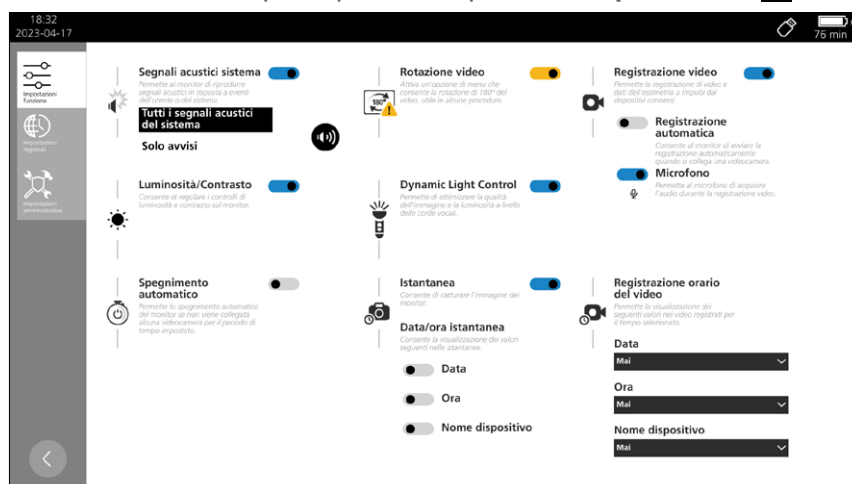 18:32
2023-04-17
76 min
Impostazioni
funzione
Impostazioni
regionali
Impostazioni
amministrative
Segnali acustici sistema
Permette ai monitor di riprodurre
segnali acustici in risposta a eventi
dell'utente o del sistema.
Tutti i segnali acustici
del sistema
Solo avvisi
Luminosità/Contrasto
Consente di regolare i controlli di
luminosità e contrasto sul monitor.
Spegnimento
automatico
Permette lo spegnimento automatico
del monitor se non viene collegata
alcuna videocamera per il periodo di
tempo impostato.
Rotazione video
Attiva un'opzione di menu che
consente la rotazione di 180° del
video, utile in alcune procedure.
180°
Dynamic Light Control
Permette di ottimizzare la qualità
dell'immagine e la luminosità a livello
delle corde vocali.
Istantanea
Consente di catturare l'immagine del
monitor.
Data/ora istantanea
Consente la visualizzazione dei valori
seguenti nelle istantanee.
Data
Ora
Nome dispositivo
Registrazione video
Permette la registrazione di video e
dati dell'ossimetria a impulsi dai
dispositivi connessi.
Registrazione
automatica
Consente al monitor di avviare la
registrazione automaticamente
quando si collega una videocamera.
Microfono
Permette al microfono di acquisire
l'audio durante la registrazione video.
Registrazione orario
del video
Permette la visualizzazione dei
seguenti valori nei video registrati per
il tempo selezionato.
Data
Mai
Ora
Mai
Nome dispositivo
Mai